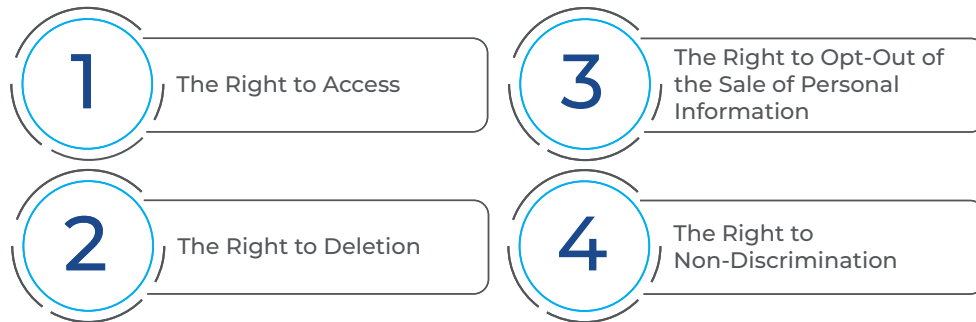 1
The Right to Access
2
The Right to Deletion
3
The Right to Opt-Out of
the Sale of Personal
Information
4
The Right to
Non-Discrimination